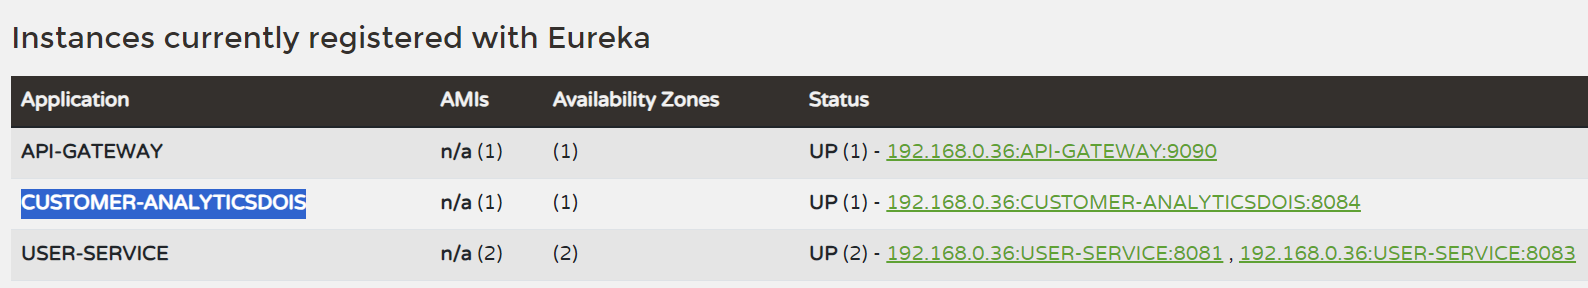 Instances currently registered with Eureka
Application AMIs Availability Zones Status
API-GATEWAY n/a (1) (1) UP (1) - 192.168.0.36:API-GATEWAY:9090
CUSTOMER-ANALYTICSDOIS n/a (1) (1) UP (1) - 192.168.0.36:CUSTOMER-ANALYTICSDOIS:8084
USER-SERVICE n/a (2) (2) UP (2) - 192.168.0.36:USER-SERVICE:8081 , 192.168.0.36:USER-SERVICE:8083